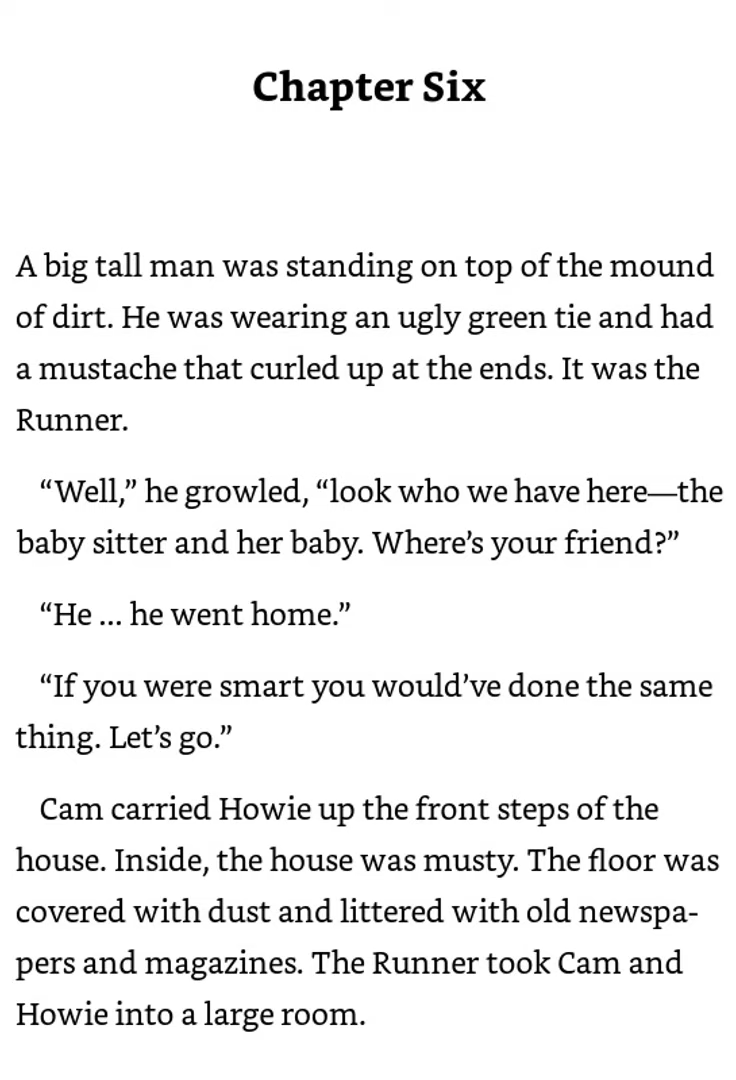 Chapter Six
A big tall man was standing on top of the mound
of dirt. He was wearing an ugly green tie and had
a mustache that curled up at the ends. It was the
Runner.
“Well,” he growled, “look who we have here—the
baby sitter and her baby. Where’s your friend?”
“He ... he went home.”
“If you were smart you would’ve done the same
thing. Let’s go.”
Cam carried Howie up the front steps of the
house. Inside, the house was musty. The floor was
covered with dust and littered with old newspa-
pers and magazines. The Runner took Cam and
Howie into a large room.